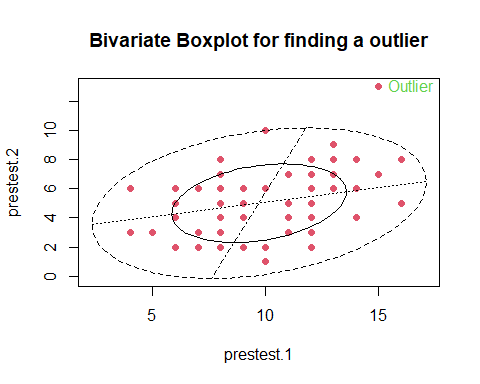 Bivariate Boxplot for finding a outlier
Outlier
prestest.2
10
8
6
4
2
0
5 10 15
prestest.1